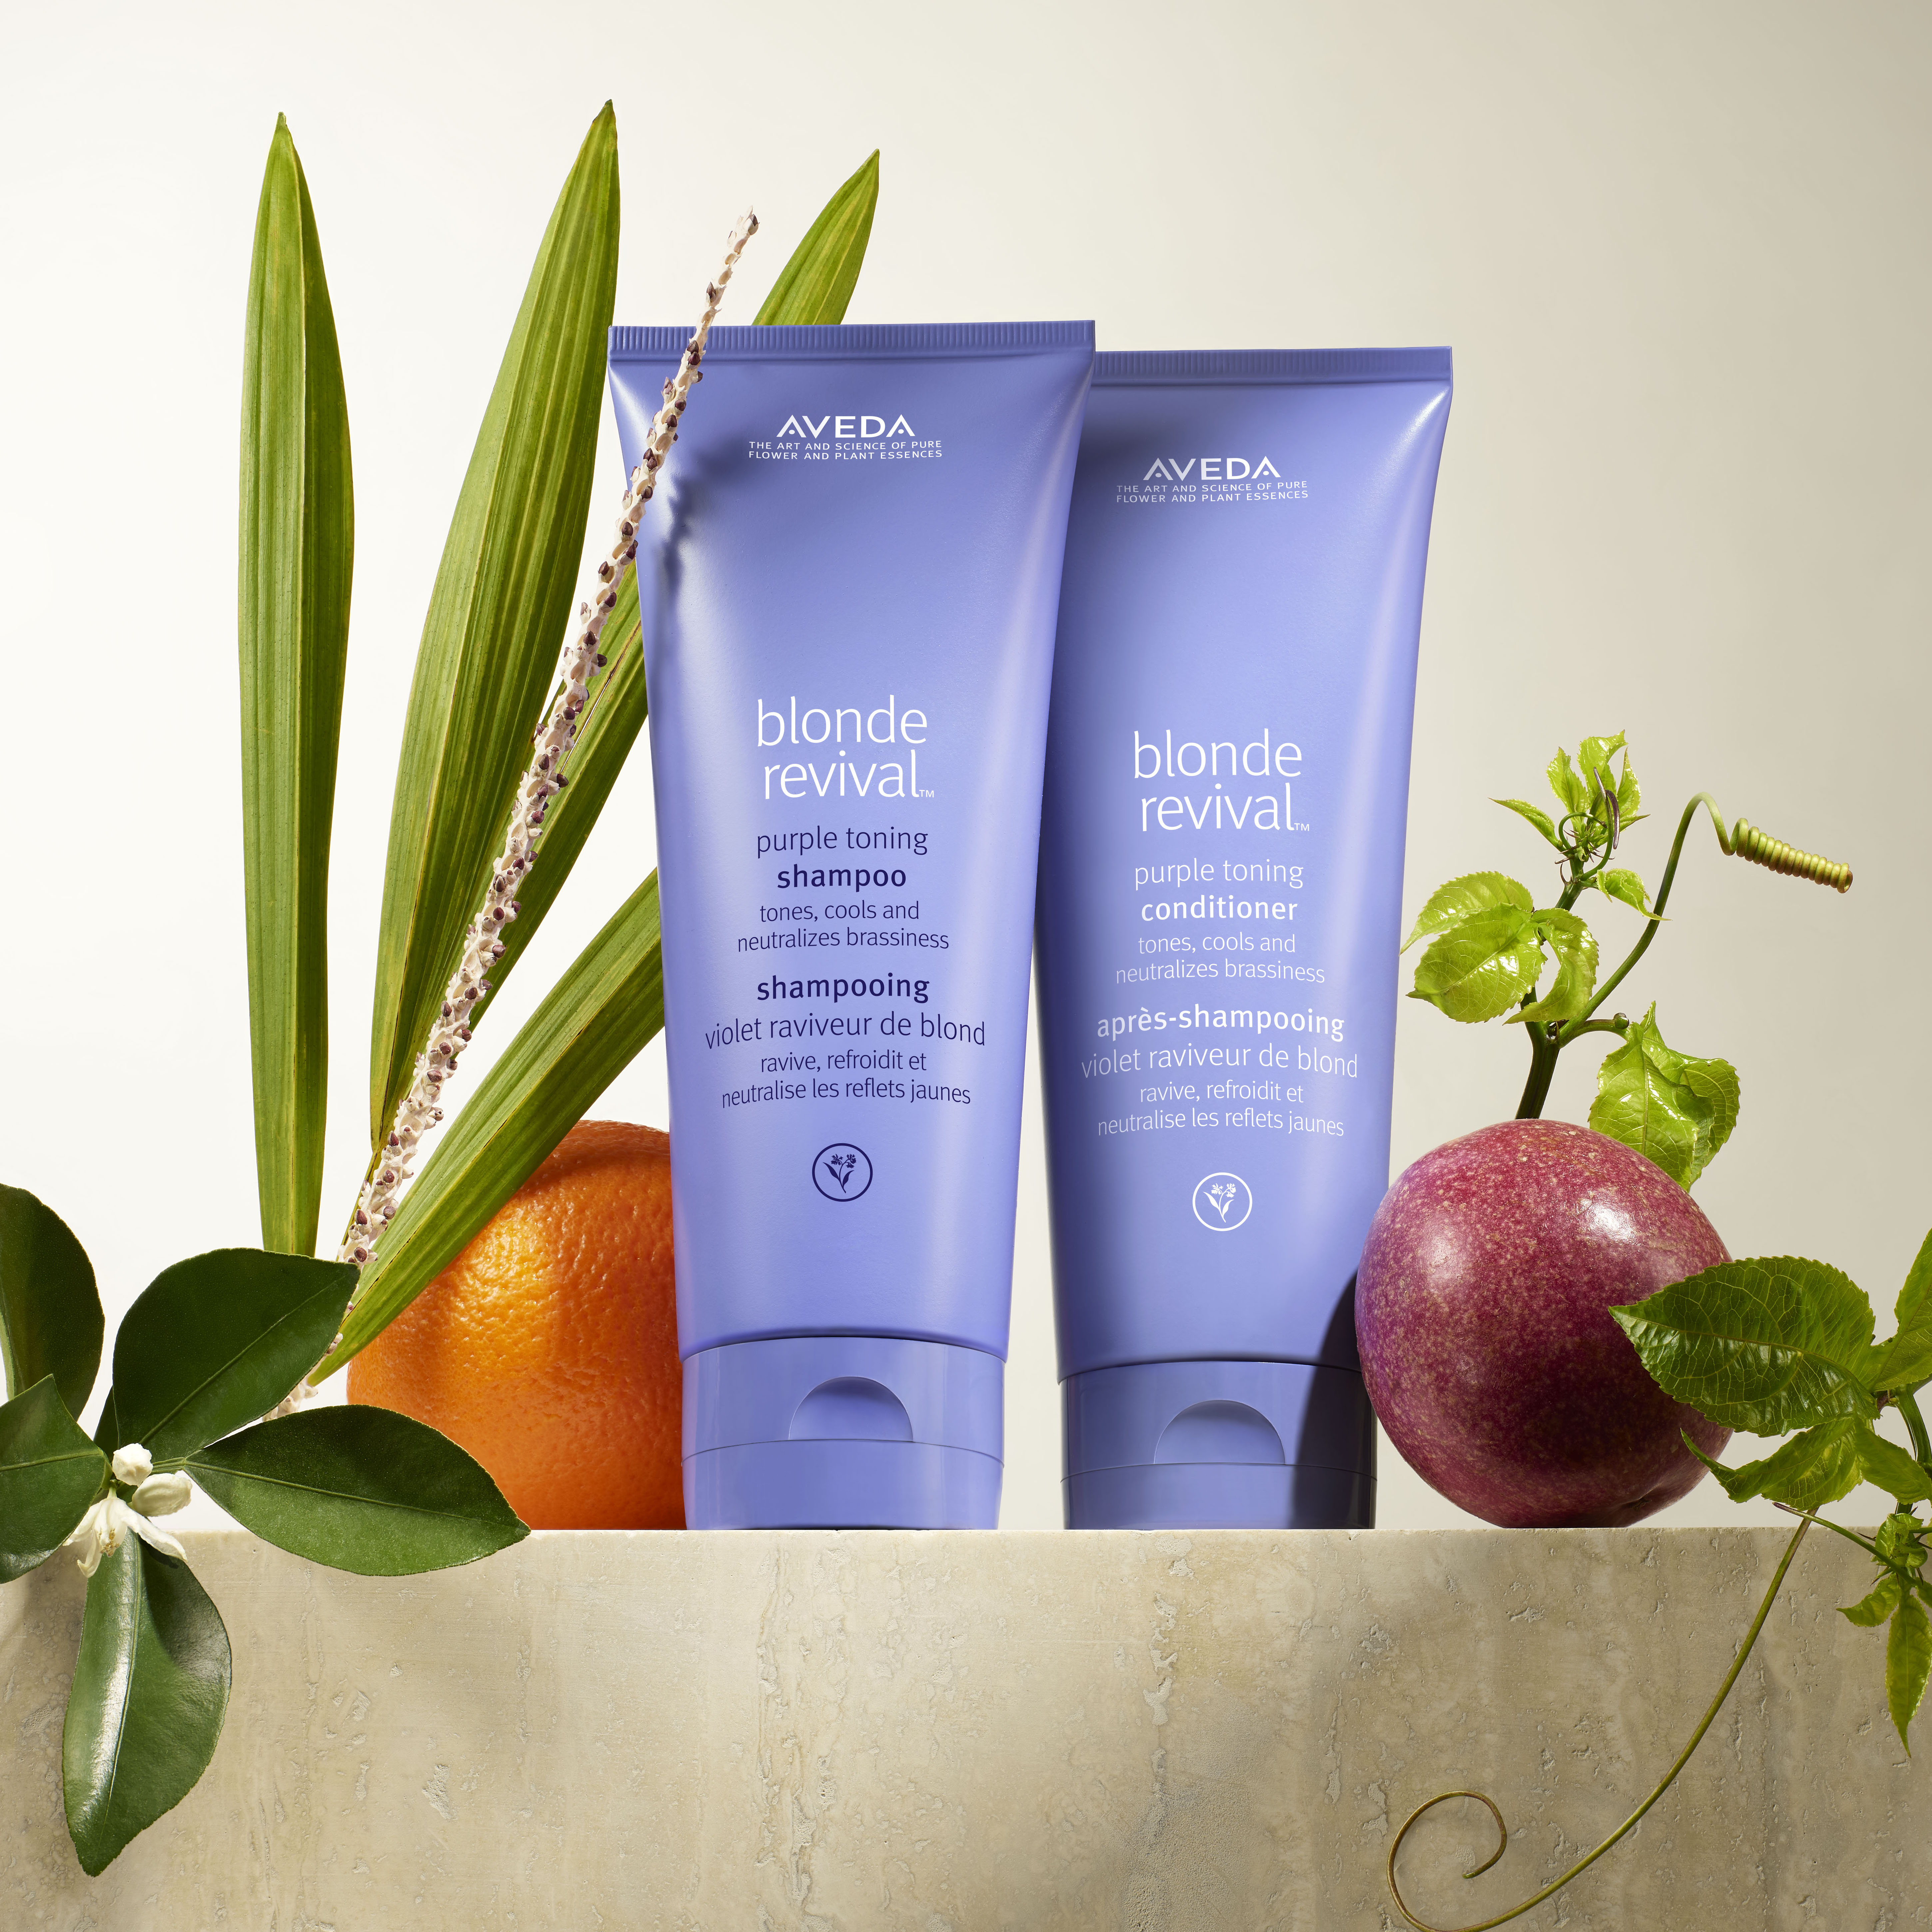 AVEDA
THE ART AND SCIENCE OF PURE
FLOWER AND PLANT ESSENCES
blonde
revival™
purple toning
shampoo
tones, cools and
neutralizes brassiness
shampooing
violet raviveur de blond
ravive, refroidit et
neutralise les reflets jaunes
AVEDA
THE ART AND SCIENCE OF PURE
FLOWER AND PLANT ESSENCES
blonde
revival™
purple toning
conditioner
tones, cools and
neutralizes brassiness
après-shampooing
violet raviveur de blond
ravive, refroidit et
neutralise les reflets jaunes